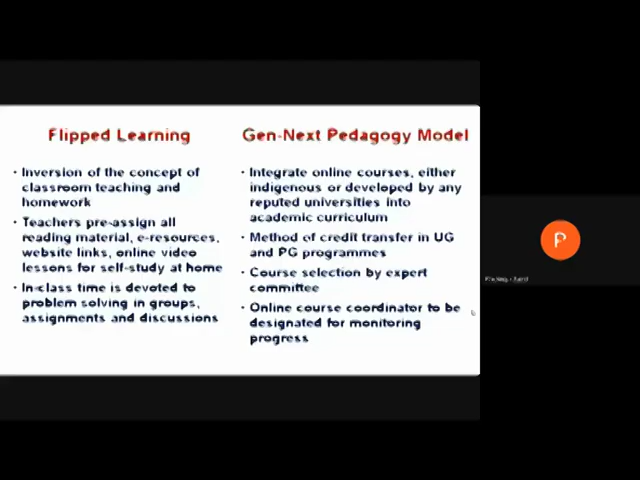 Flipped Learning
• Inversion of the concept of
classroom teaching and
homework
• Teachers pre-assign all
reading material, e-resources,
website links, online video
lessons for self-study at home
• In-class time is devoted to
problem solving in groups,
assignments and discussions
Gen-Next Pedagogy Model
• Integrate online courses, either
indigenous or developed by any
reputed universities into
academic curriculum
• Method of credit transfer in UG
and PG programmes
• Course selection by expert
committee
• Online course coordinator to be
designated for monitoring
progress
P